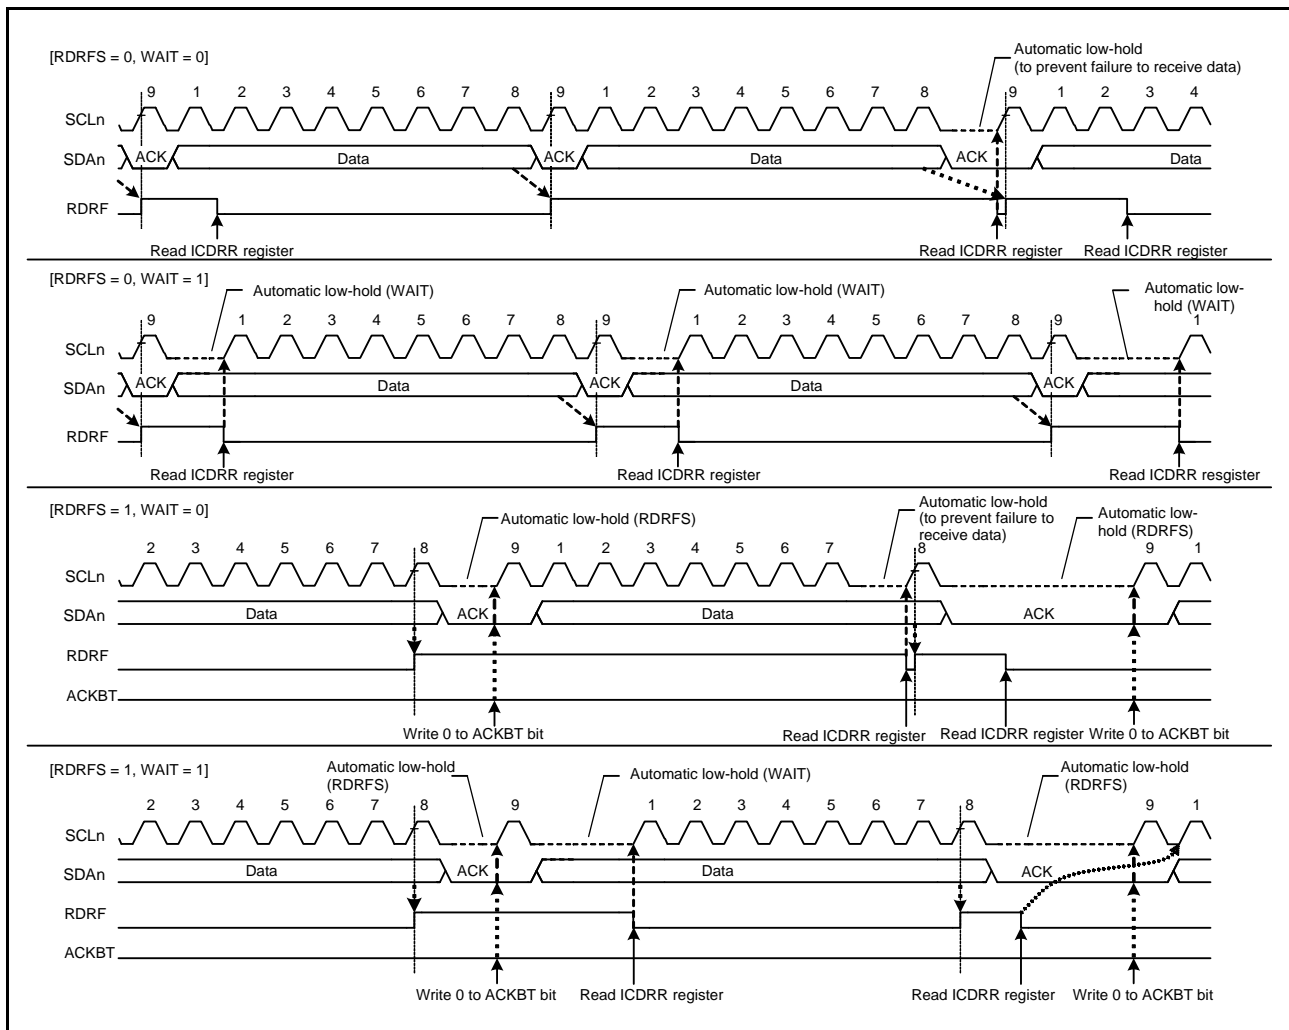 [RDRFS = 0, WAIT = 0]
Automatic low-hold
(to prevent failure to receive data)
9 1 2 3 4 5 6 7 8 9 1 2 3 4 5 6 7 8 9 1 2 3 4
SCLn
SDAn ACK Data ACK Data ACK Data
RDRF
Read ICDRR register Read ICDRR register Read ICDRR register
[RDRFS = 0, WAIT = 1]
Automatic low-hold (WAIT) Automatic low-hold (WAIT) Automatic low-
hold (WAIT)
9 1 2 3 4 5 6 7 8 9 1 2 3 4 5 6 7 8 9 1
SCLn
SDAn ACK Data ACK Data ACK
RDRF
Read ICDRR register Read ICDRR register Read ICDRR resgister
[RDRFS = 1, WAIT = 0]
Automatic low-hold (RDRFS) Automatic low-hold
(to prevent failure to
receive data)
Automatic low-
hold (RDRFS)
2 3 4 5 6 7 8 9 1 2 3 4 5 6 7 8 9 1
SCLn
SDAn Data ACK Data ACK
RDRF
ACKBT
Write 0 to ACKBT bit Read ICDRR register Read ICDRR register Write 0 to ACKBT bit
[RDRFS = 1, WAIT = 1]
Automatic low-hold
(RDRFS)
Automatic low-hold (WAIT)
Automatic low-hold
(RDRFS)
2 3 4 5 6 7 8 9 1 2 3 4 5 6 7 8 9 1
SCLn
SDAn Data ACK Data ACK
RDRF
ACKBT
Write 0 to ACKBT bit Read ICDRR register Read ICDRR register Write 0 to ACKBT bit